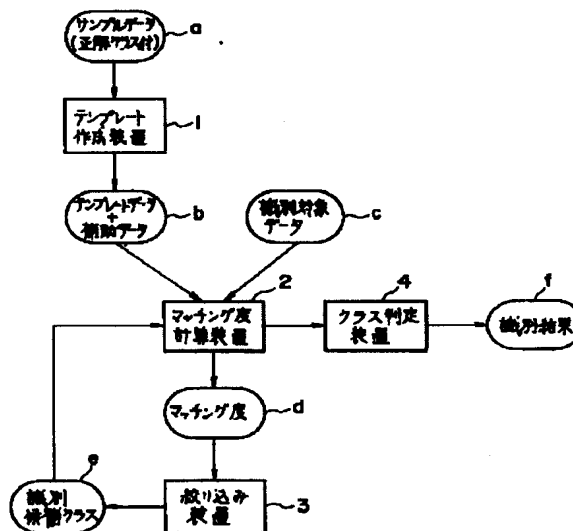 サンプルデータ
(正解クラス付)
a
テンプレート
作成装置
1
テンプレートデータ
+
補助データ
b
識別対象
データ
c
マッチング度
計算装置
2
クラス判定
装置
4
識別結果
f
マッチング度
d
絞り込み
装置
3
識別
候補クラス
e